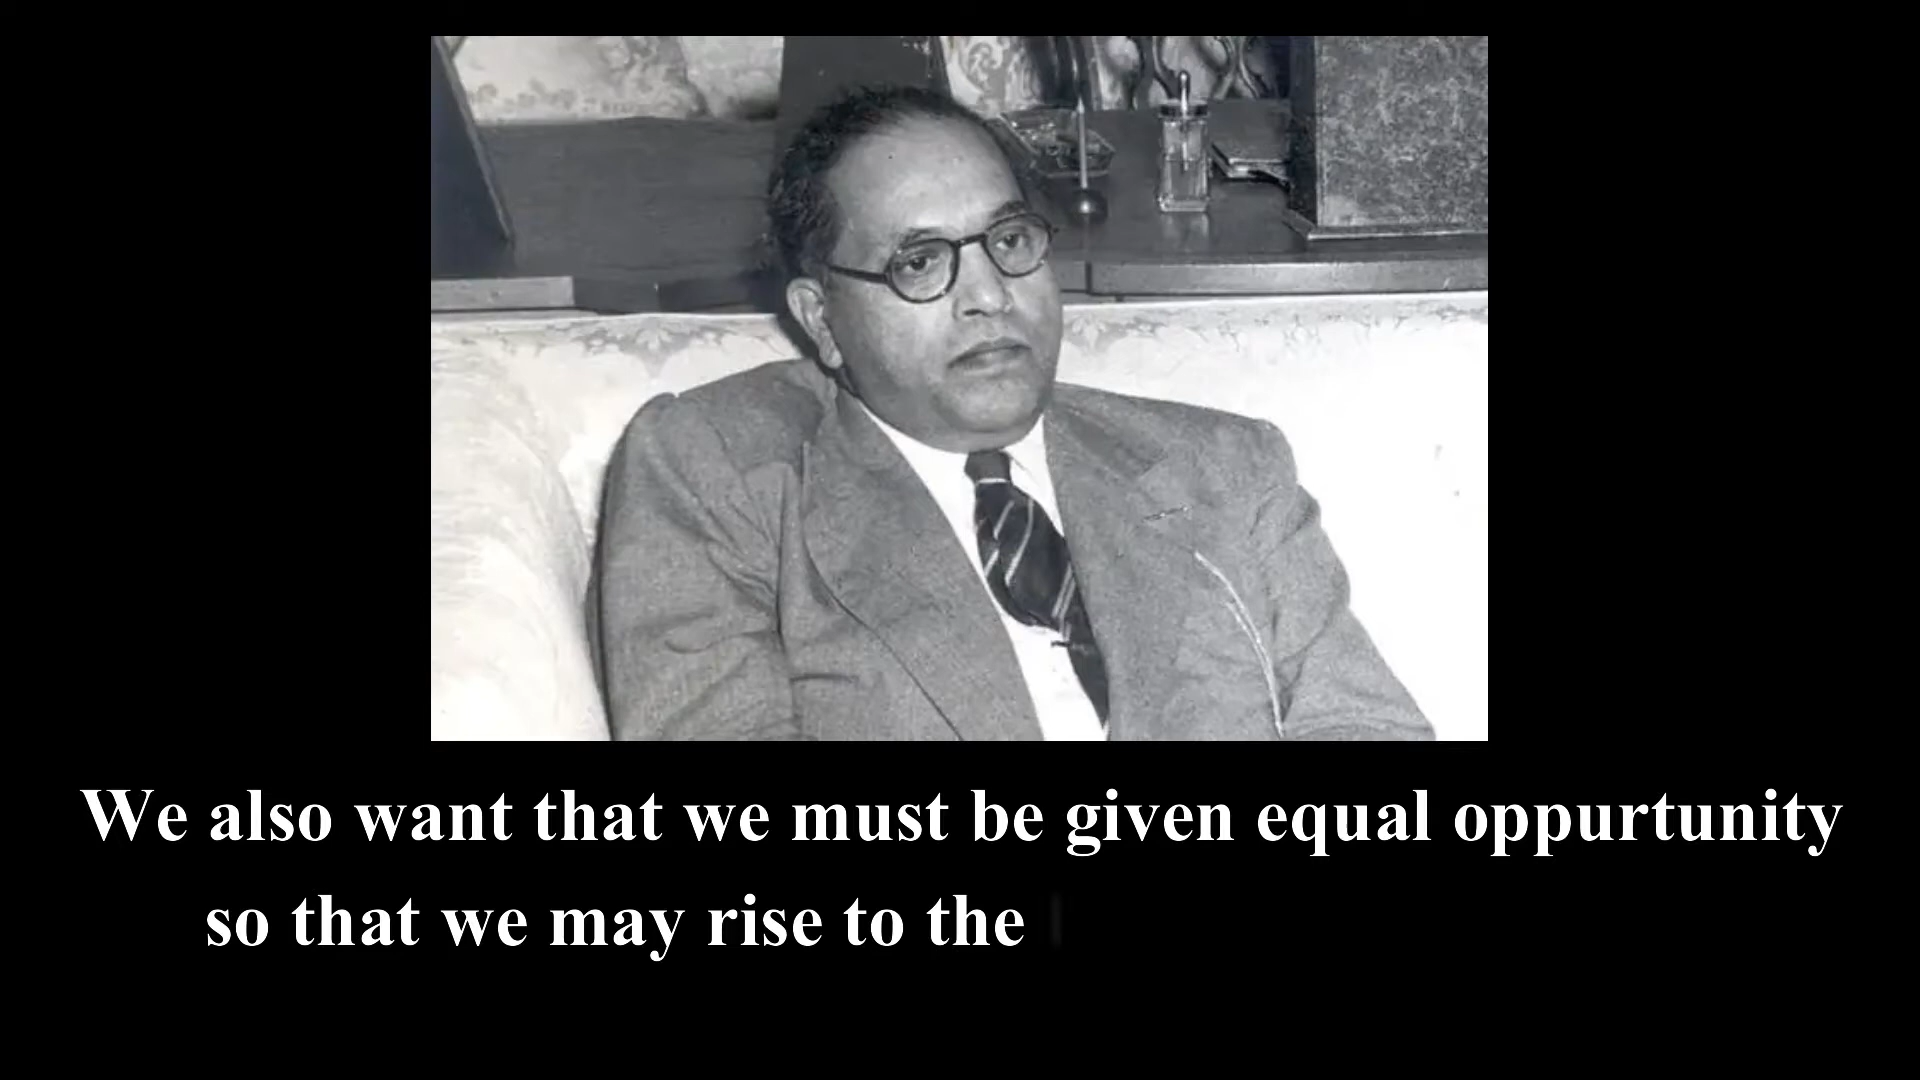 We also want that we must be given equal oppurtunity
so that we may rise to the